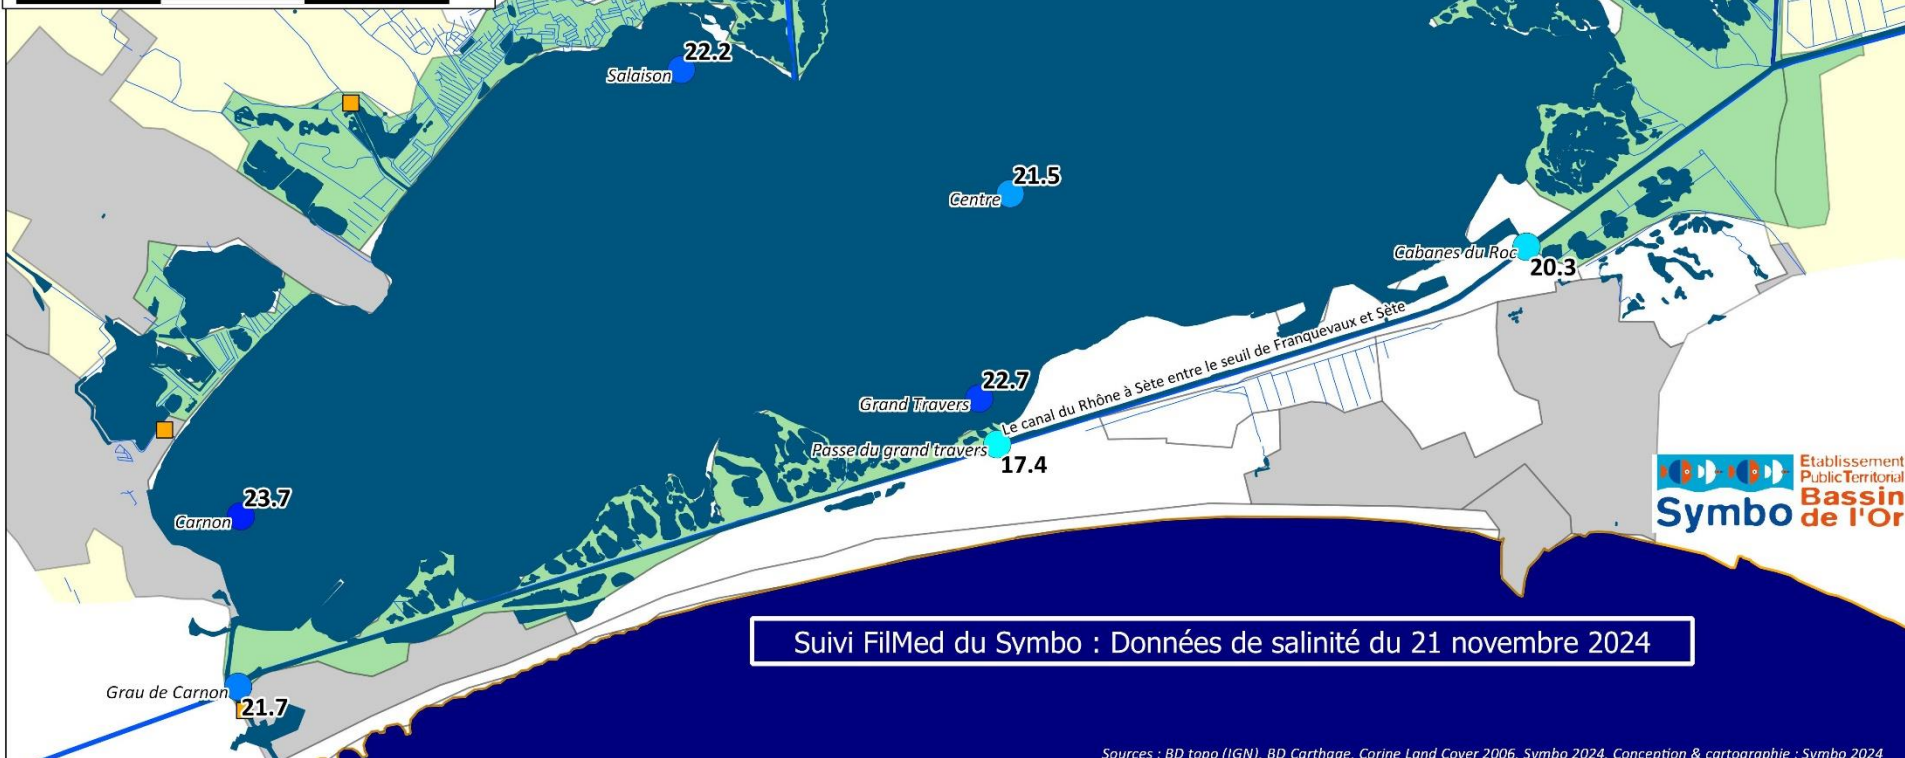 22.2
Salaison
21.5
Centre
Cabanes du Roc
20.3
Le canal du Rhône à Sète entre le seuil de Franquevaux et Sète
22.7
Grand Travers
Passe du grand travers
17.4
23.7
Carnon
Etablissement
Public Territorial
Bassin
de l'Or
Symbo
Suivi FilMed du Symbo : Données de salinité du 21 novembre 2024
Grau de Carnon
21.7
Sources : BD topo (IGN), BD Carthage, Corine Land Cover 2006, Symbo 2024, Conception & cartographie : Symbo 2024